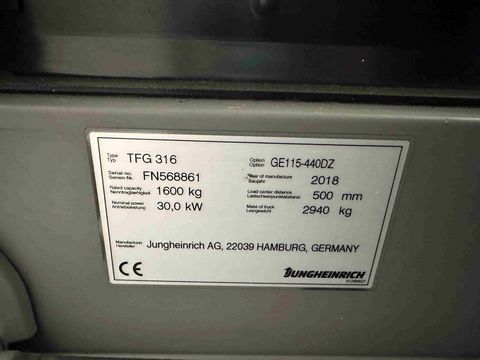 Type
Typ TFG 316 Option
Option GE115-440DZ
Serial-no.
Serien-Nr. FN568861 Year of manufacture
Baujahr 2018
Rated capacity
Nenntragfähigkeit 1600 kg Load center distance
Lastschwerpunktabstand 500 mm
Nominal power
Antriebsleistung 30,0 kW Mass of truck
Leergewicht 2940 kg
Manufacturer
Hersteller Jungheinrich AG, 22039 HAMBURG, GERMANY
CE JUNGHEINRICH